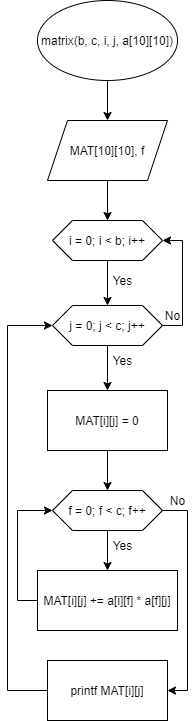 matrix(b, c, i, j, a[10][10])
MAT[10][10], f
i = 0; i < b; i++
Yes
No
j = 0; j < c; j++
Yes
MAT[i][j] = 0
No
f = 0; f < c; f++
Yes
MAT[i][j] += a[i][f] * a[f][j]
printf MAT[i][j]